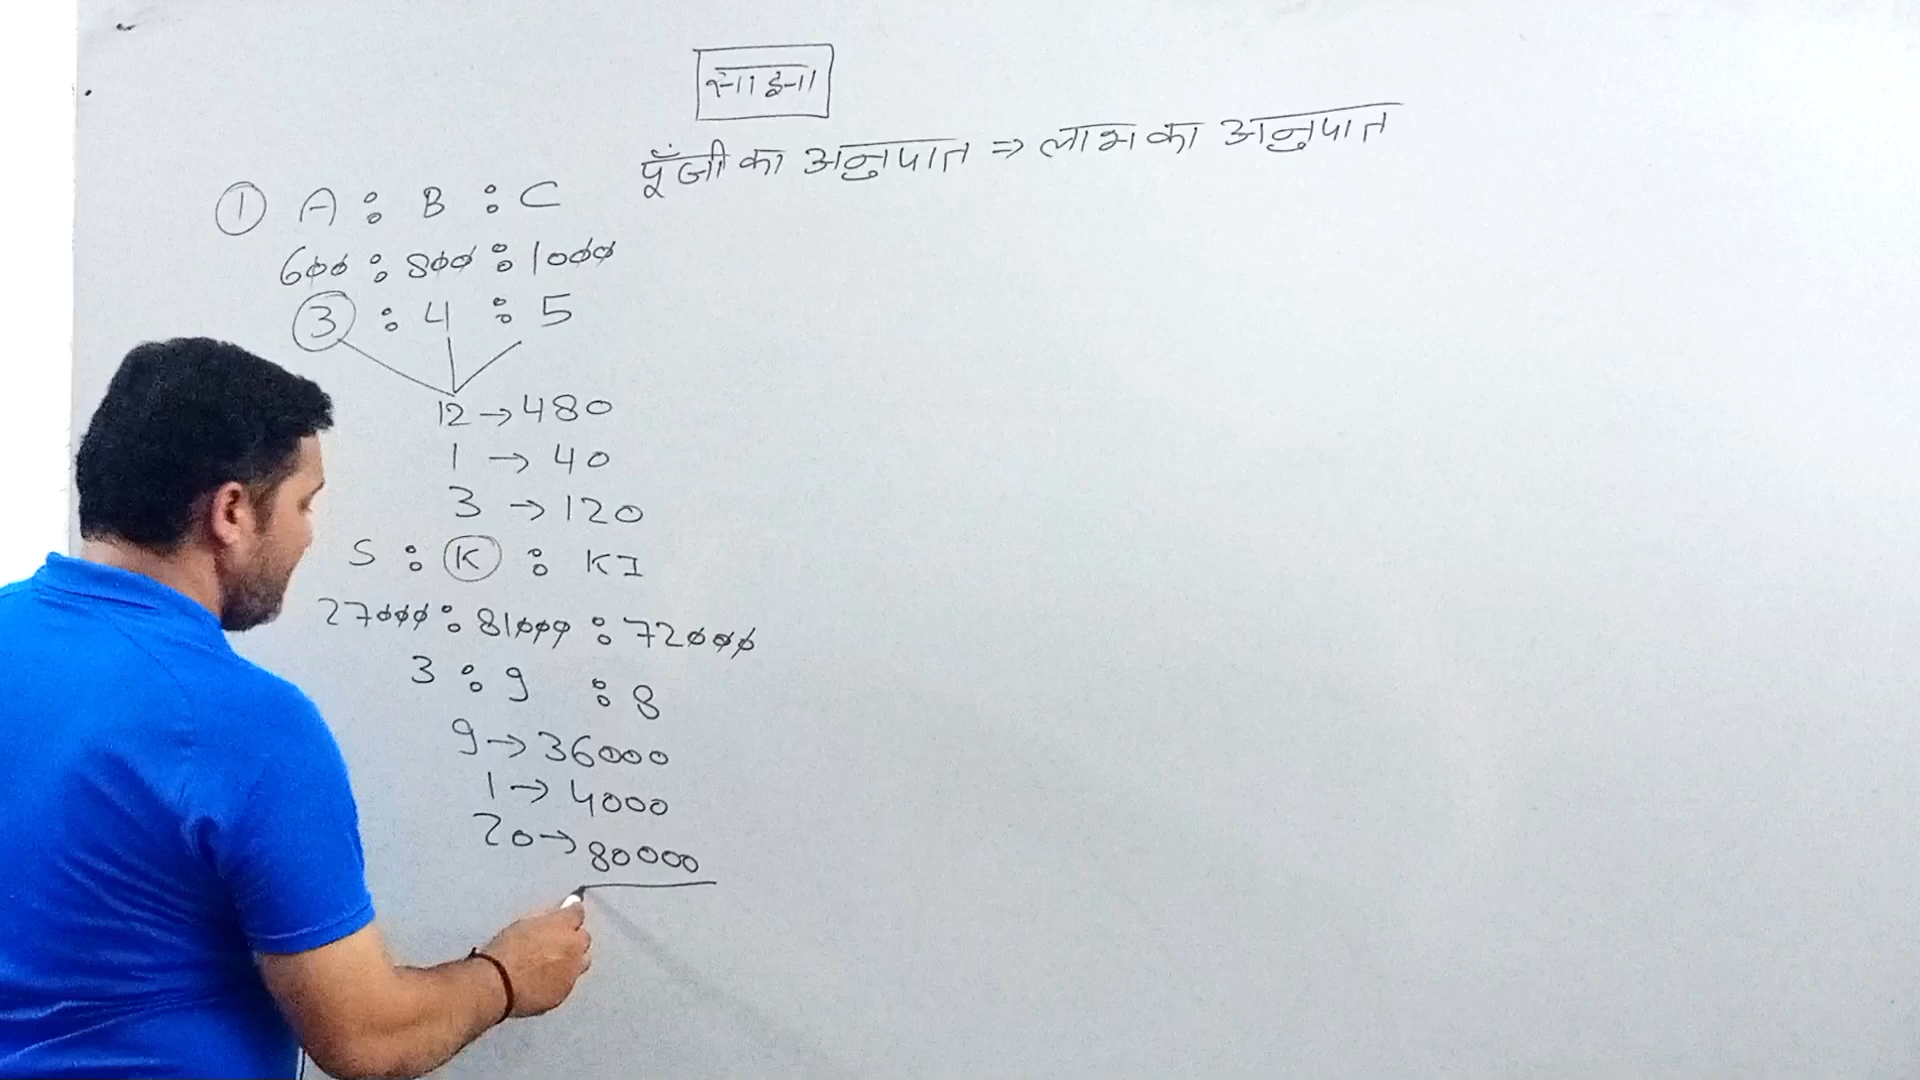 साझा
पूँजी का अनुपात ⇒ लाभ का अनुपात
① A : B : C
600 : 800 : 1000
3 : 4 : 5
12 → 480
1 → 40
3 → 120
S : K : KI
27000 : 81000 : 72000
3 : 9 : 8
9 → 36000
1 → 4000
20 → 80000